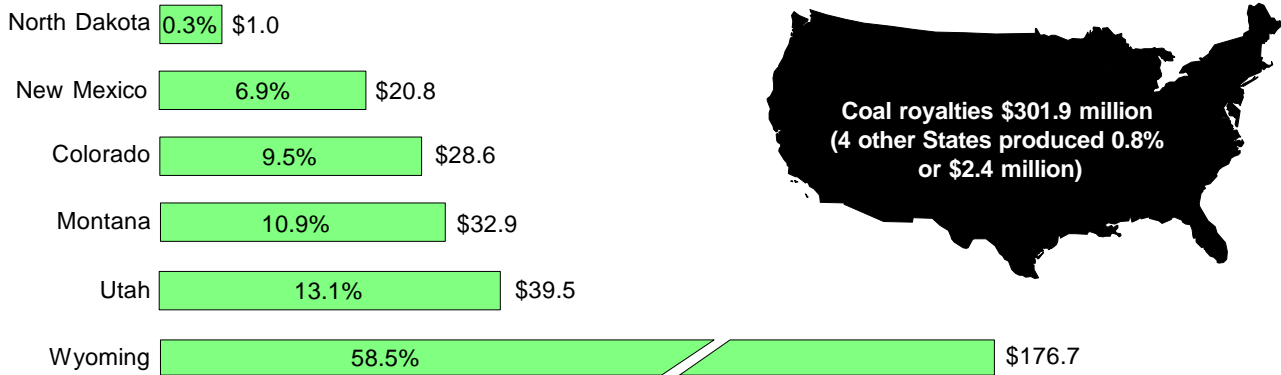 North Dakota 0.3% $1.0
New Mexico 6.9% $20.8
Colorado 9.5% $28.6
Montana 10.9% $32.9
Utah 13.1% $39.5
Wyoming 58.5% $176.7
Coal royalties $301.9 million
(4 other States produced 0.8%
or $2.4 million)